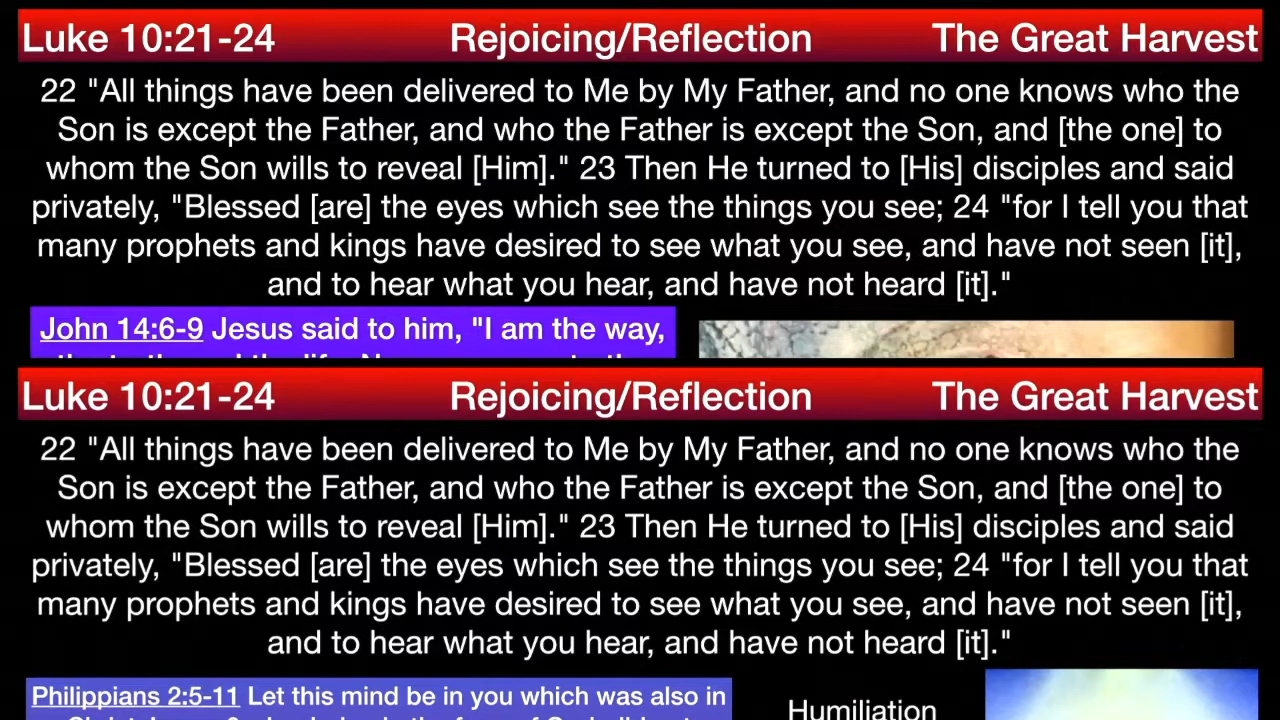 Luke 10:21-24 Rejoicing/Reflection The Great Harvest
22 "All things have been delivered to Me by My Father, and no one knows who the
Son is except the Father, and who the Father is except the Son, and [the one] to
whom the Son wills to reveal [Him]." 23 Then He turned to [His] disciples and said
privately, "Blessed [are] the eyes which see the things you see; 24 "for I tell you that
many prophets and kings have desired to see what you see, and have not seen [it],
and to hear what you hear, and have not heard [it]."
John 14:6-9 Jesus said to him, "I am the way,
Luke 10:21-24 Rejoicing/Reflection The Great Harvest
22 "All things have been delivered to Me by My Father, and no one knows who the
Son is except the Father, and who the Father is except the Son, and [the one] to
whom the Son wills to reveal [Him]." 23 Then He turned to [His] disciples and said
privately, "Blessed [are] the eyes which see the things you see; 24 "for I tell you that
many prophets and kings have desired to see what you see, and have not seen [it],
and to hear what you hear, and have not heard [it]."
Philippians 2:5-11 Let this mind be in you which was also in
Humiliation